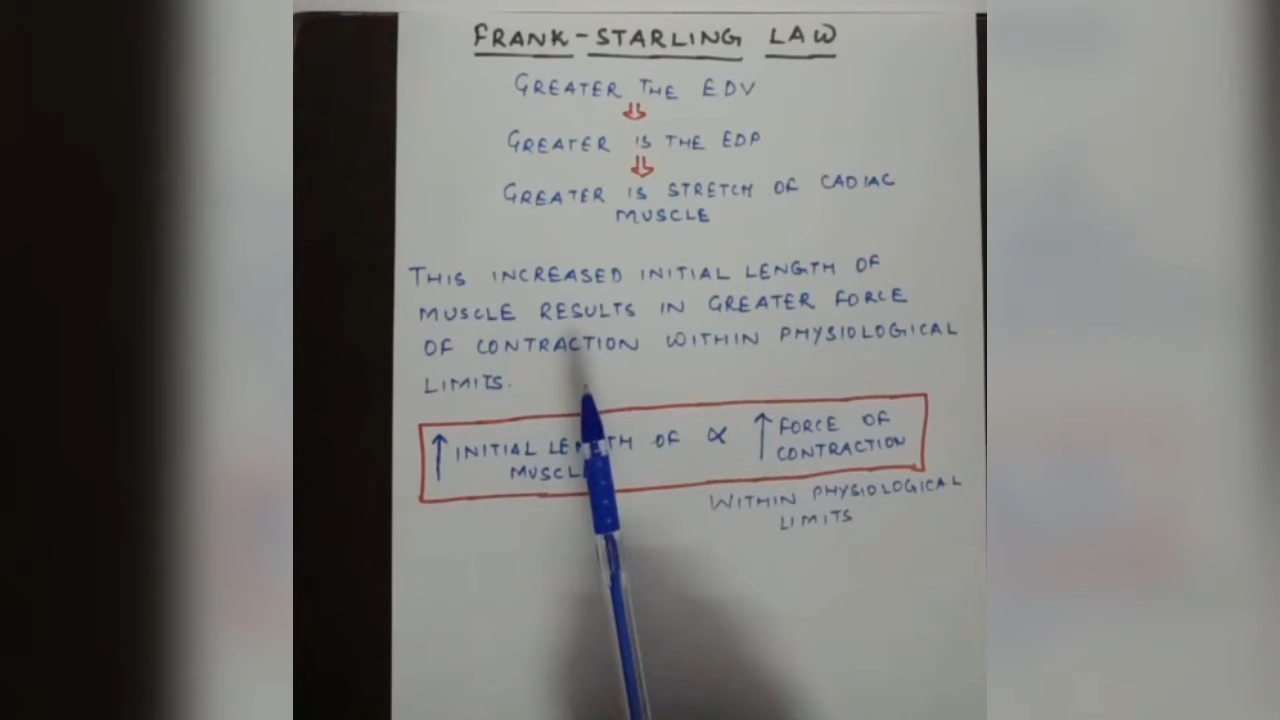 FRANK-STARLING LAW
GREATER THE EDV
⇓
GREATER IS THE EDP
⇓
GREATER IS STRETCH OF CADIAC
MUSCLE
THIS INCREASED INITIAL LENGTH OF
MUSCLE RESULTS IN GREATER FORCE
OF CONTRACTION WITHIN PHYSIOLOGICAL
LIMITS.
↑ INITIAL LENGTH OF ∝ ↑ FORCE OF
MUSCLE CONTRACTION
WITHIN PHYSIOLOGICAL
LIMITS